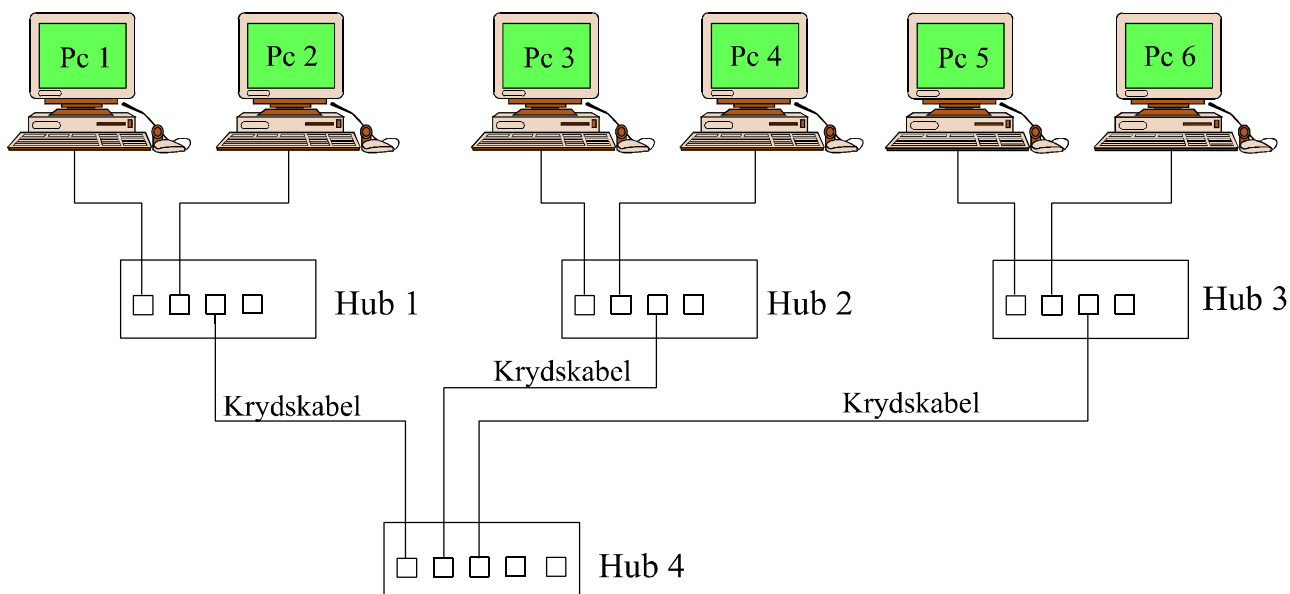 Pc 1
Pc 2
Pc 3
Pc 4
Pc 5
Pc 6
Hub 1
Hub 2
Hub 3
Krydskabel
Krydskabel
Krydskabel
Hub 4